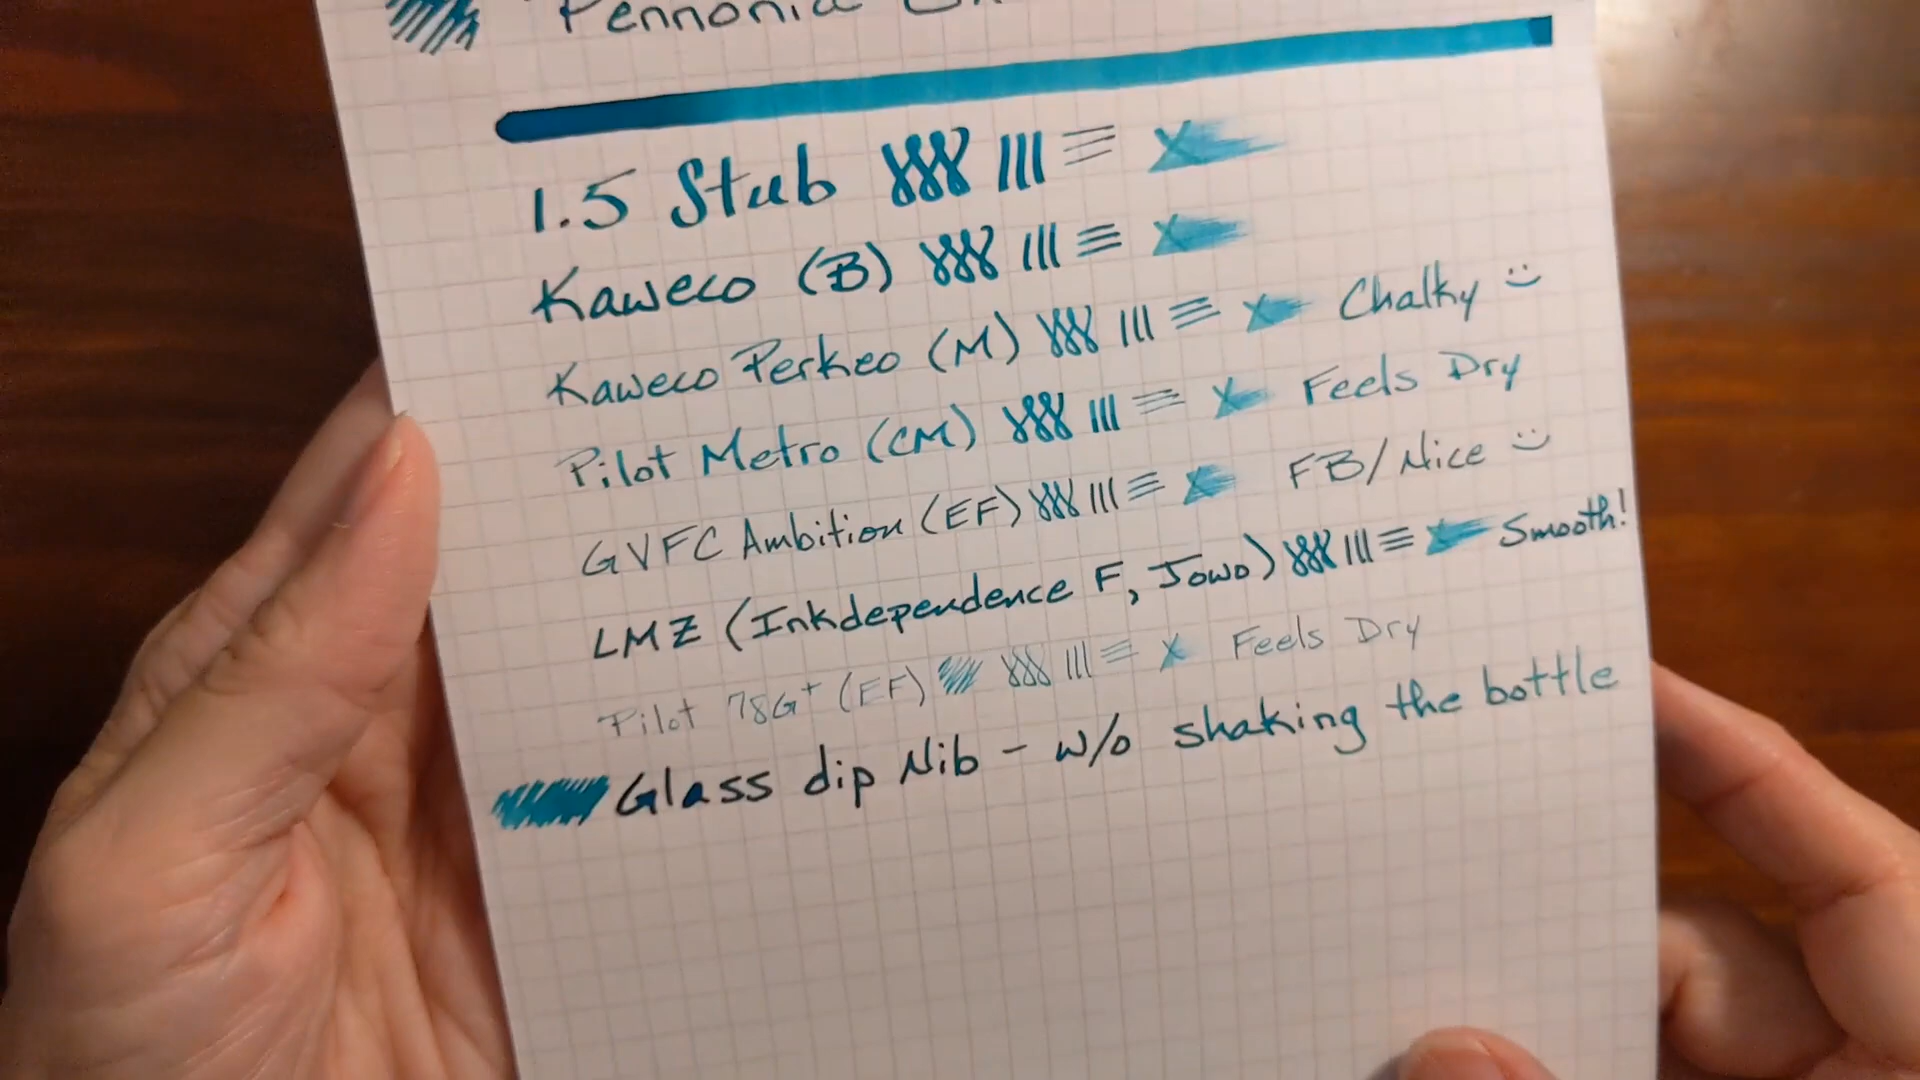 Pennonia
1.5 Stub
Kaweco (B)
Kaweco Perkeo (M) Chalky :)
Pilot Metro (CM) Feels Dry
GVFC Ambition (EF) FB/Nice :)
LMZ (Inkdependence F, Jowo) Smooth!
Pilot 78G+ (EF) Feels Dry
Glass dip Nib - w/o shaking the bottle